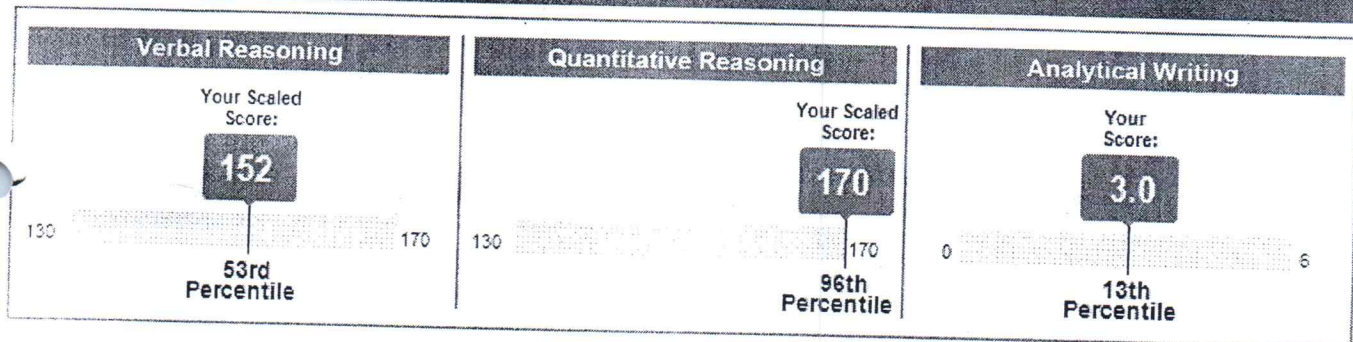 Verbal Reasoning
Your Scaled
Score:
152
130
170
53rd
Percentile
Quantitative Reasoning
Your Scaled
Score:
170
130
170
96th
Percentile
Analytical Writing
Your
Score:
3.0
0
6
13th
Percentile